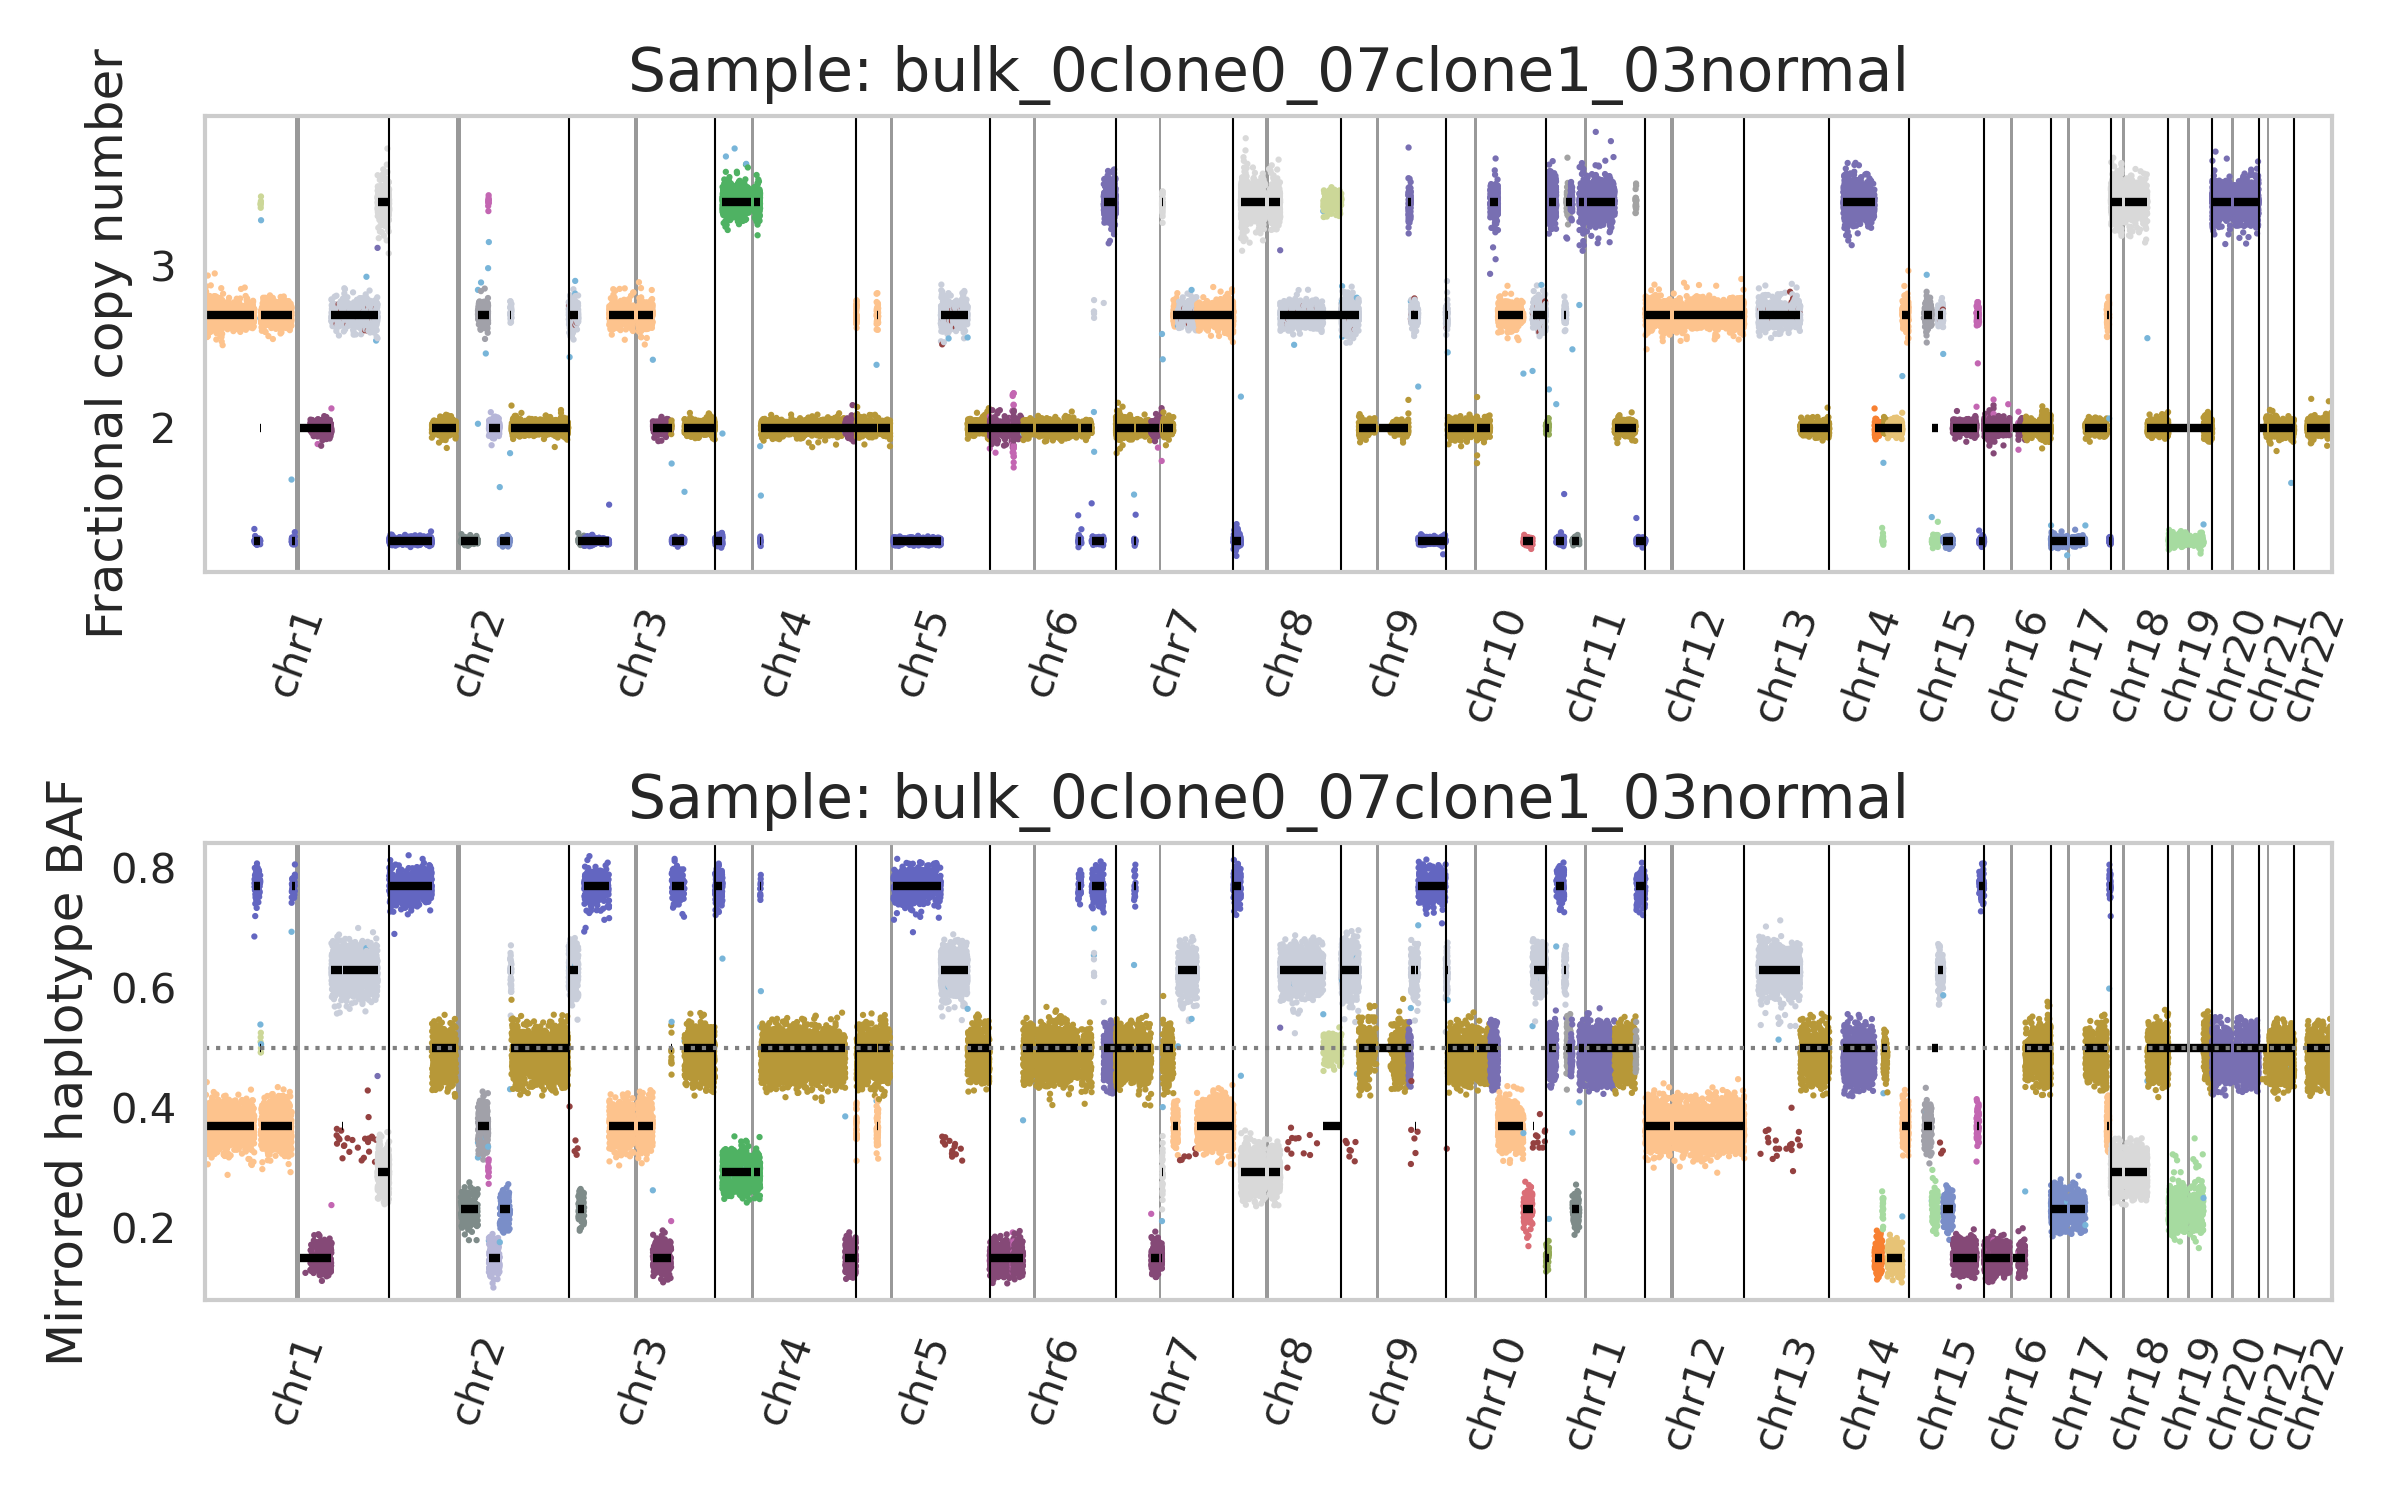 Sample: bulk_0clone0_07clone1_03normal
Fractional copy number
3
2
chr1 chr2 chr3 chr4 chr5 chr6 chr7 chr8 chr9 chr10 chr11 chr12 chr13 chr14 chr15 chr16 chr17 chr18 chr19 chr20 chr21 chr22
Sample: bulk_0clone0_07clone1_03normal
Mirrored haplotype BAF
0.8
0.6
0.4
0.2
chr1 chr2 chr3 chr4 chr5 chr6 chr7 chr8 chr9 chr10 chr11 chr12 chr13 chr14 chr15 chr16 chr17 chr18 chr19 chr20 chr21 chr22